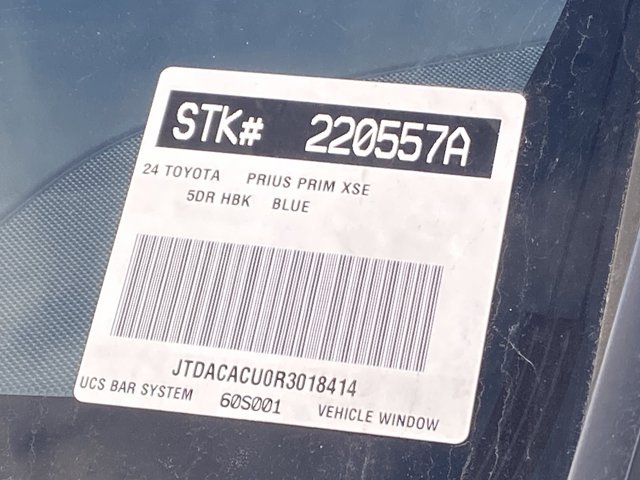 STK# 220557A
24 TOYOTA PRIUS PRIM XSE
5DR HBK BLUE
JTDACACU0R3018414
UCS BAR SYSTEM 60S001 VEHICLE WINDOW